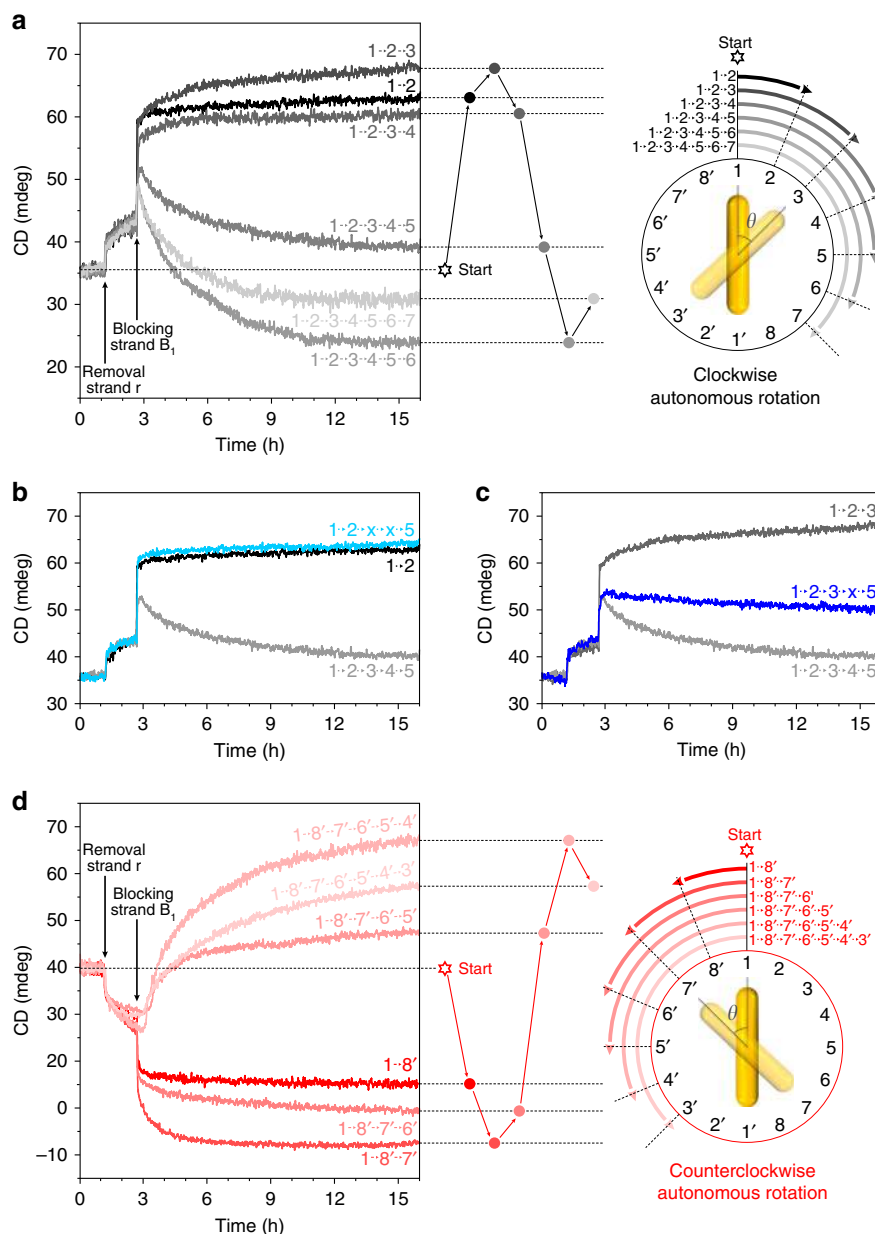 a
70
60
50
40
30
20
CD (mdeg)
1··2··3
1··2
1··2··3··4
1··2··3··4··5
1··2··3··4··5··6··7
1··2··3··4··5··6
Blocking
strand B1
Removal
strand r
0 3 6 9 12 15
Time (h)
Start
Start
1··2
1··2··3
1··2··3··4
1··2··3··4··5
1··2··3··4··5··6
1··2··3··4··5··6··7
1 2 3 4 5 6 7 8 1′ 2′ 3′ 4′ 5′ 6′ 7′ 8′
θ
Clockwise
autonomous rotation
b
70
60
50
40
30
CD (mdeg)
1··2··x··x··5
1··2
1··2··3··4··5
0 3 6 9 12 15
Time (h)
c
70
60
50
40
30
CD (mdeg)
1··2··3
1··2··3··x··5
1··2··3··4··5
0 3 6 9 12 15
Time (h)
d
70
60
50
40
30
20
10
0
−10
CD (mdeg)
Removal
strand r
Blocking
strand B1
1··8′··7′··6′··5′··4′
1··8′··7′··6′··5′··4′··3′
1··8′··7′··6′··5′
1··8′
1··8′··7′··6′
1··8′··7′
0 3 6 9 12 15
Time (h)
Start
Start
1··8′
1··8′··7′
1··8′··7′··6′
1··8′··7′··6′··5′
1··8′··7′··6′··5′··4′
1··8′··7′··6′··5′··4′··3′
1 2 3 4 5 6 7 8 1′ 2′ 3′ 4′ 5′ 6′ 7′ 8′
θ
Counterclockwise
autonomous rotation